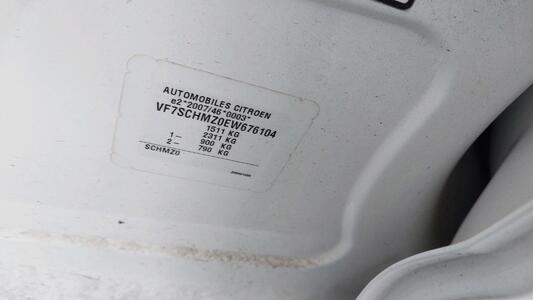 AUTOMOBILES CITROEN
e2*2007/46*0003*
VF7SCHMZ0EW676104
1511 KG
2311 KG
1— 900 KG
2— 790 KG
SCHMZ0